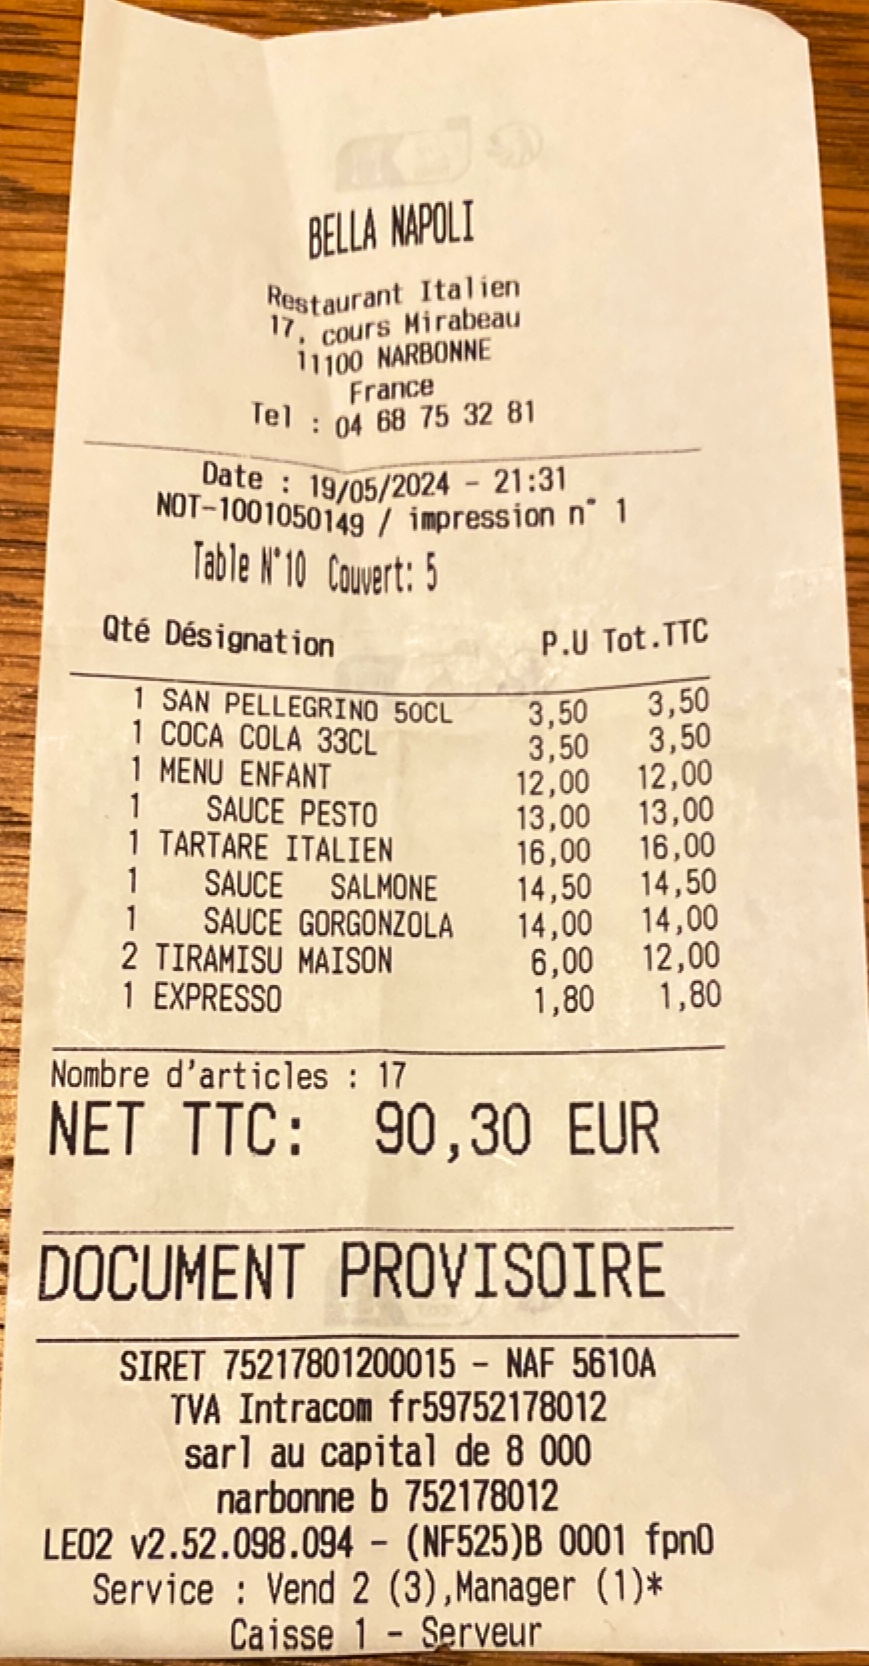 BELLA NAPOLI
Restaurant Italien
17, cours Mirabeau
11100 NARBONNE
France
Tel : 04 68 75 32 81
Date : 19/05/2024 - 21:31
NOT-1001050149 / impression n° 1
Table N°10 Couvert: 5
Qté Désignation P.U Tot.TTC
1 SAN PELLEGRINO 50CL 3,50 3,50
1 COCA COLA 33CL 3,50 3,50
1 MENU ENFANT 12,00 12,00
1 SAUCE PESTO 13,00 13,00
1 TARTARE ITALIEN 16,00 16,00
1 SAUCE SALMONE 14,50 14,50
1 SAUCE GORGONZOLA 14,00 14,00
2 TIRAMISU MAISON 6,00 12,00
1 EXPRESSO 1,80 1,80
Nombre d'articles : 17
NET TTC: 90,30 EUR
DOCUMENT PROVISOIRE
SIRET 75217801200015 - NAF 5610A
TVA Intracom fr59752178012
sarl au capital de 8 000
narbonne b 752178012
LEO2 v2.52.098.094 - (NF525)B 0001 fpn0
Service : Vend 2 (3),Manager (1)*
Caisse 1 - Serveur